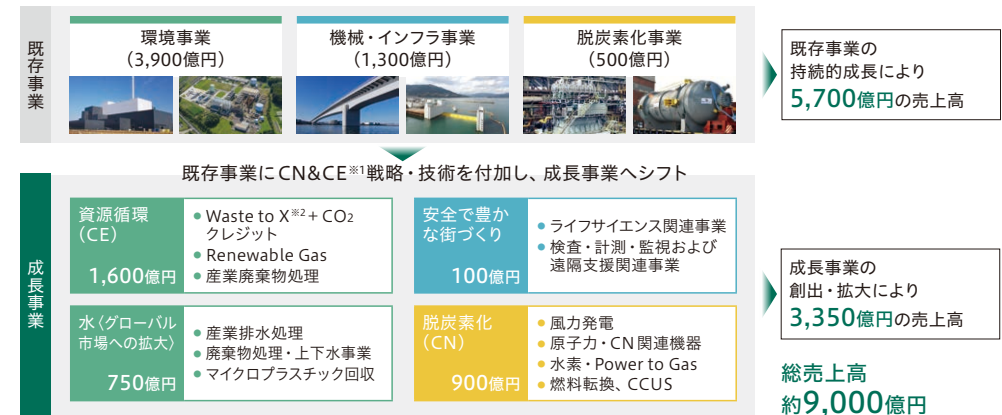 既存事業
環境事業
(3,900億円)
機械・インフラ事業
(1,300億円)
脱炭素化事業
(500億円)
既存事業の
持続的成長により
5,700億円の売上高
既存事業にCN&CE※1戦略・技術を付加し、成長事業へシフト
成長事業
資源循環
(CE)
1,600億円
• Waste to X※2+CO2
クレジット
• Renewable Gas
• 産業廃棄物処理
安全で豊か
な街づくり
100億円
• ライフサイエンス関連事業
• 検査・計測・監視および
遠隔支援関連事業
水〈グローバル
市場への拡大〉
750億円
• 産業排水処理
• 廃棄物処理・上下水事業
• マイクロプラスチック回収
脱炭素化
(CN)
900億円
• 風力発電
• 原子力・CN関連機器
• 水素・Power to Gas
• 燃料転換、CCUS
成長事業の
創出・拡大により
3,350億円の売上高
総売上高
約9,000億円